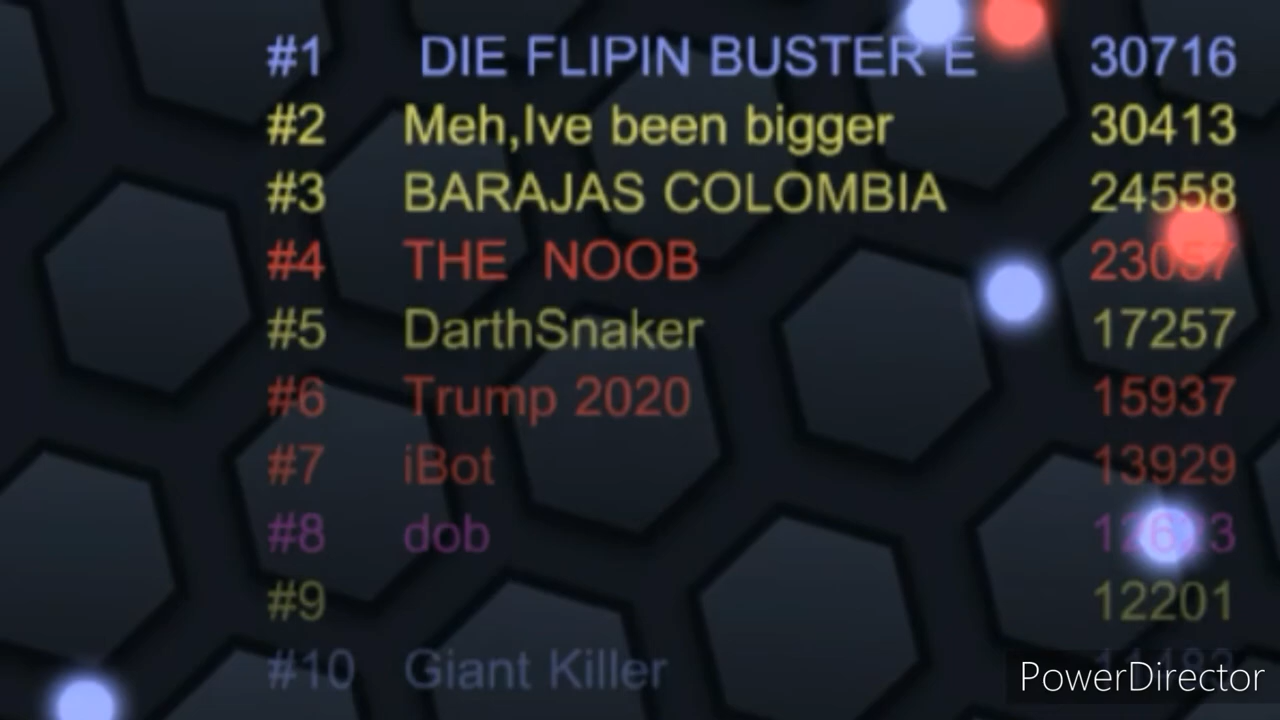 #1 DIE FLIPIN BUSTER E 30716
#2 Meh,Ive been bigger 30413
#3 BARAJAS COLOMBIA 24558
#4 THE NOOB 23057
#5 DarthSnaker 17257
#6 Trump 2020 15937
#7 iBot 13929
#8 dob
#9 12201
#10 Giant Killer
PowerDirector